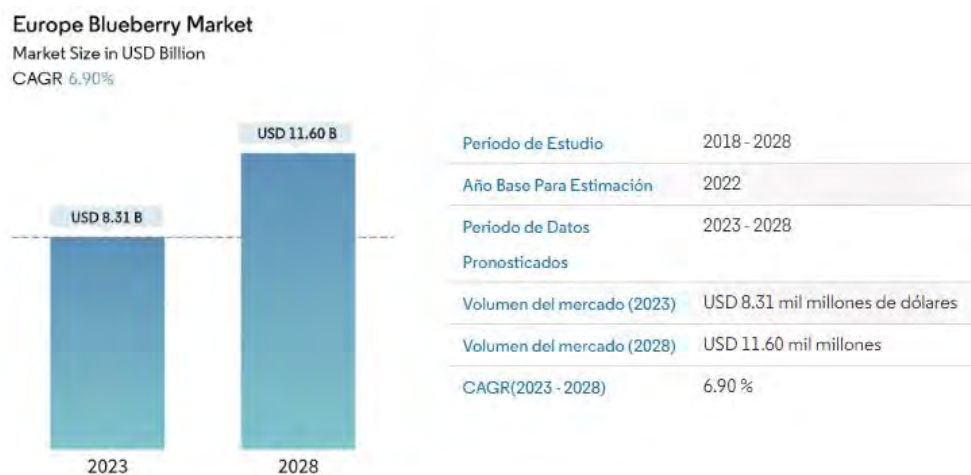 Europe Blueberry Market
Market Size in USD Billion
CAGR 6.90%
USD 11.60 B
USD 8.31 B
2023
2028
Período de Estudio 2018 - 2028
Año Base Para Estimación 2022
Período de Datos 2023 - 2028
Pronosticados
Volumen del mercado (2023) USD 8.31 mil millones de dólares
Volumen del mercado (2028) USD 11.60 mil millones
CAGR(2023 - 2028) 6.90 %